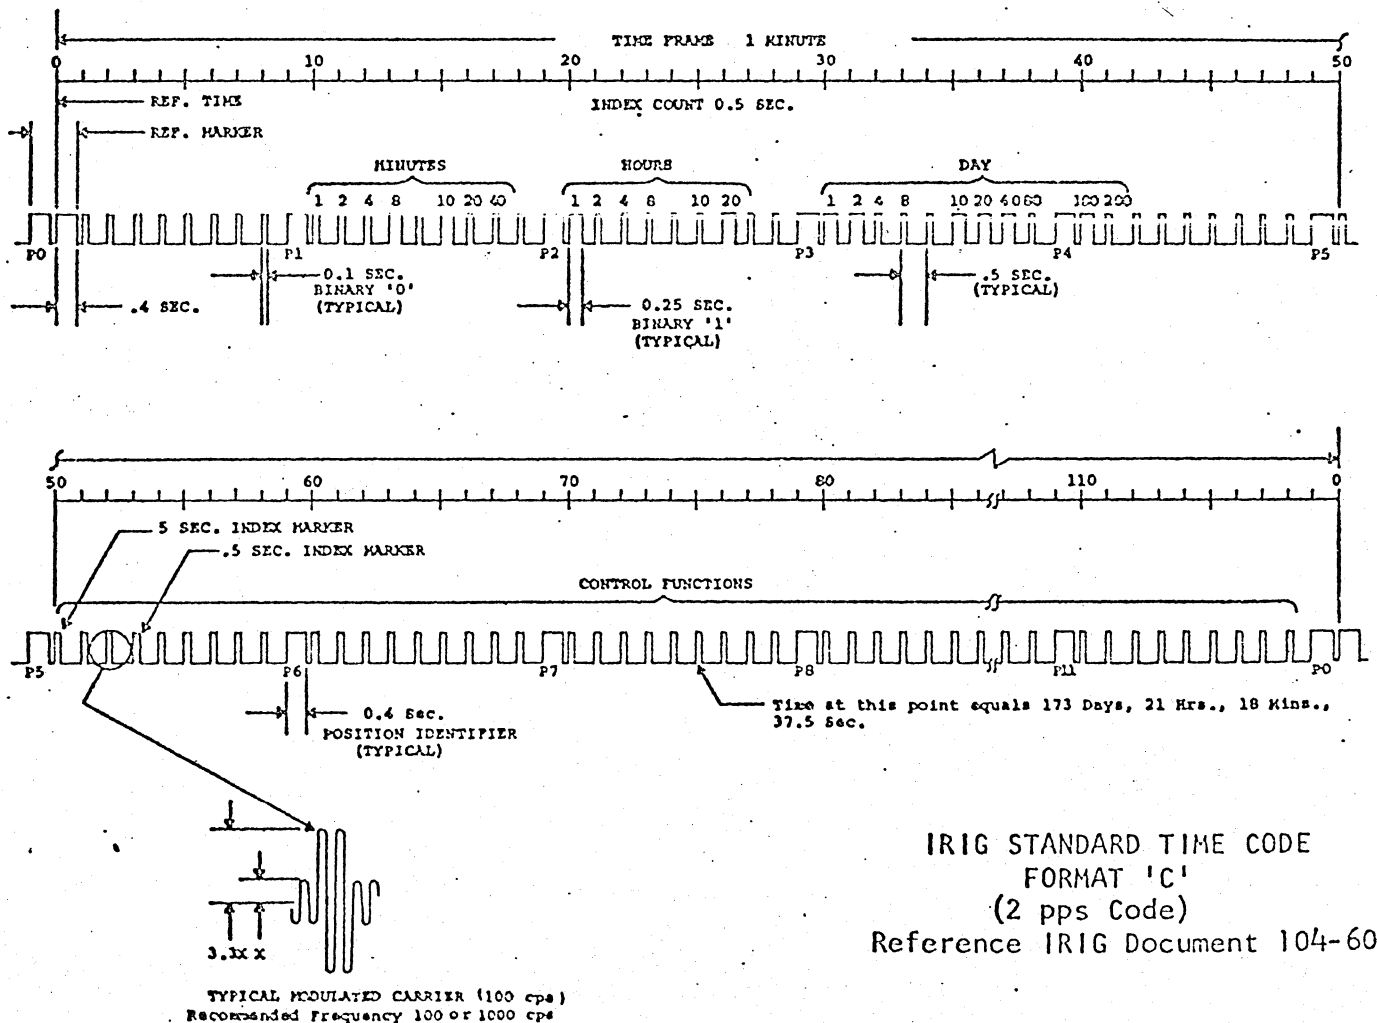 TIME FRAME 1 MINUTE
0 10 20 30 40 50
REF. TIME
INDEX COUNT 0.5 SEC.
REF. MARKER
MINUTES HOURS DAY
1 2 4 8 10 20 40 1 2 4 8 10 20 1 2 4 8 10 20 40 80 100 200
P0 P1 P2 P3 P4 P5
0.1 SEC.
BINARY '0'
(TYPICAL)
.4 SEC.
0.25 SEC.
BINARY '1'
(TYPICAL)
.5 SEC.
(TYPICAL)
50 60 70 80 110 0
5 SEC. INDEX MARKER
.5 SEC. INDEX MARKER
CONTROL FUNCTIONS
P5 P6 P7 P8 P11 P0
Time at this point equals 173 Days, 21 Hrs., 18 Mins.,
37.5 Sec.
0.4 Sec.
POSITION IDENTIFIER
(TYPICAL)
3.3X X
TYPICAL MODULATED CARRIER (100 cps)
Recommended Frequency 100 or 1000 cps
IRIG STANDARD TIME CODE
FORMAT 'C'
(2 pps Code)
Reference IRIG Document 104-60